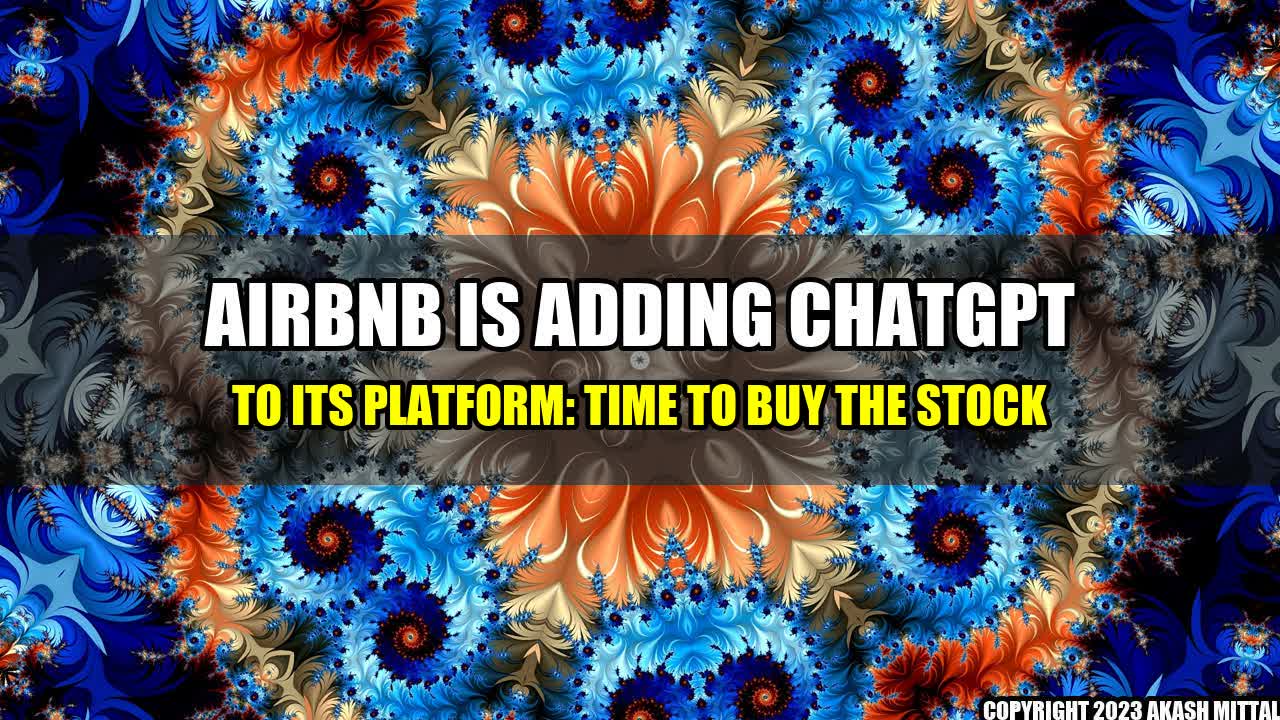 AIRBNB IS ADDING CHATGPT
TO ITS PLATFORM: TIME TO BUY THE STOCK
COPYRIGHT 2023 AKASH MITTAL